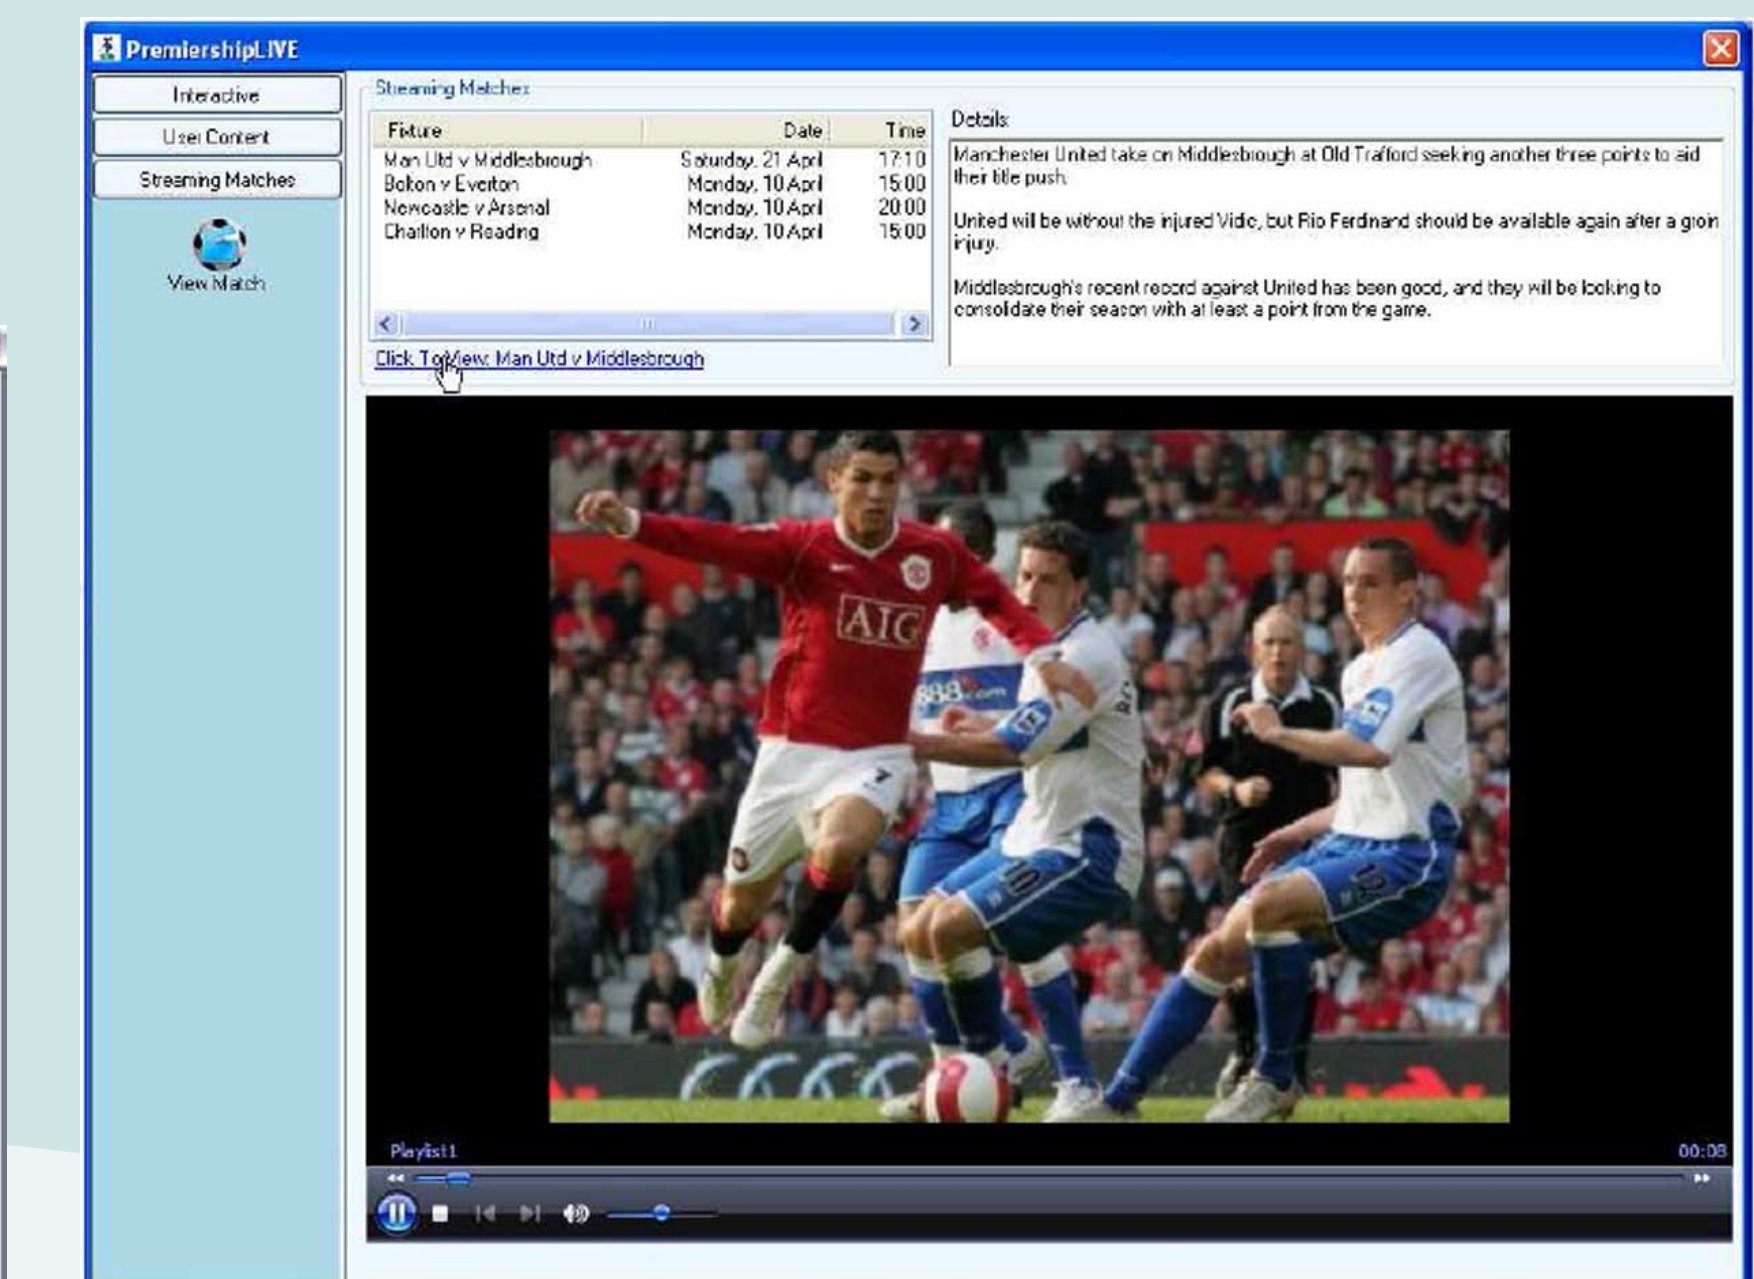 PremiershipLIVE
Interactive
User Content
Streaming Matches
View Match
Streaming Matches
Fixture Date Time
Man Utd v Middlesbrough Saturday, 21 April 17:10
Bolton v Everton Monday, 10 April 15:00
Newcastle v Arsenal Monday, 10 April 20:00
Charlton v Reading Monday, 10 April 15:00
Click To View: Man Utd v Middlesbrough
Details:
Manchester United take on Middlesbrough at Old Trafford seeking another three points to aid
their title push.
United will be without the injured Vidic, but Rio Ferdinand should be available again after a groin
injury.
Middlesbrough's recent record against United has been good, and they will be looking to
consolidate their season with at least a point from the game.
AIG
7
888.com
10
Playlist1
00:08